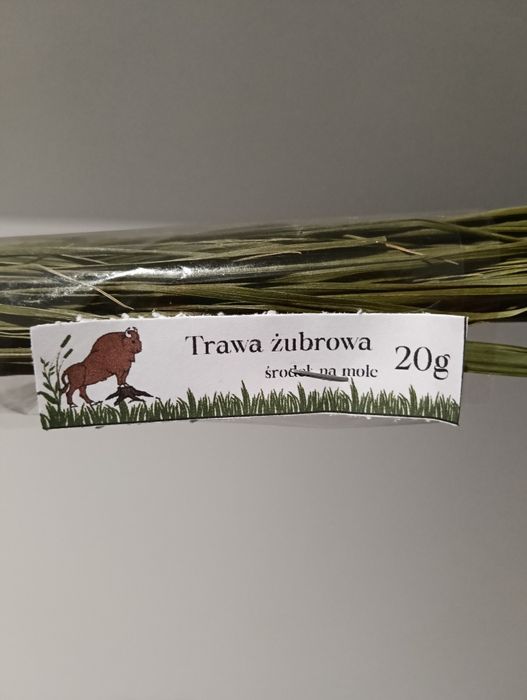 Trawa żubrowa
środek na mole
20g